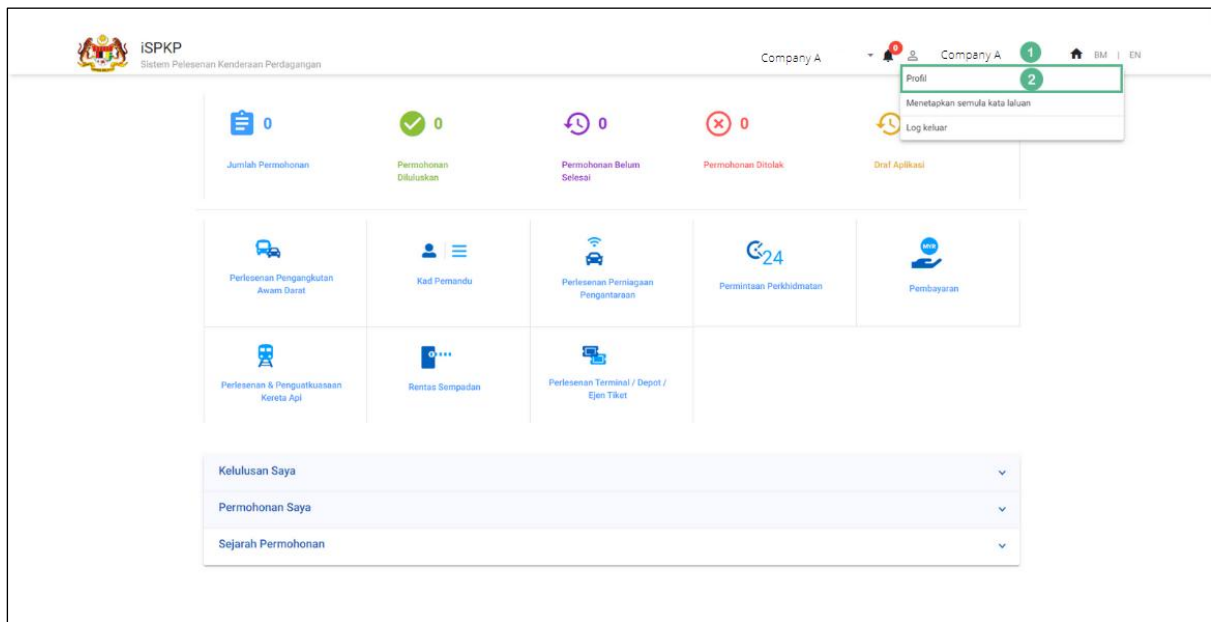 iSPKP
Sistem Pelesenan Kenderaan Perdagangan
Company A
0
Company A
1
BM | EN
Profil
2
Menetapkan semula kata laluan
Log keluar
0
Jumlah Permohonan
0
Permohonan
Diluluskan
0
Permohonan Belum
Selesai
0
Permohonan Ditolak
Draf Aplikasi
Perlesenan Pengangkutan
Awam Darat
Kad Pemandu
Perlesenan Perniagaan
Pengantaraan
24
Permintaan Perkhidmatan
MYR
Pembayaran
Perlesenan & Penguatkuasaan
Kereta Api
Rentas Sempadan
Perlesenan Terminal / Depot /
Ejen Tiket
Kelulusan Saya
Permohonan Saya
Sejarah Permohonan